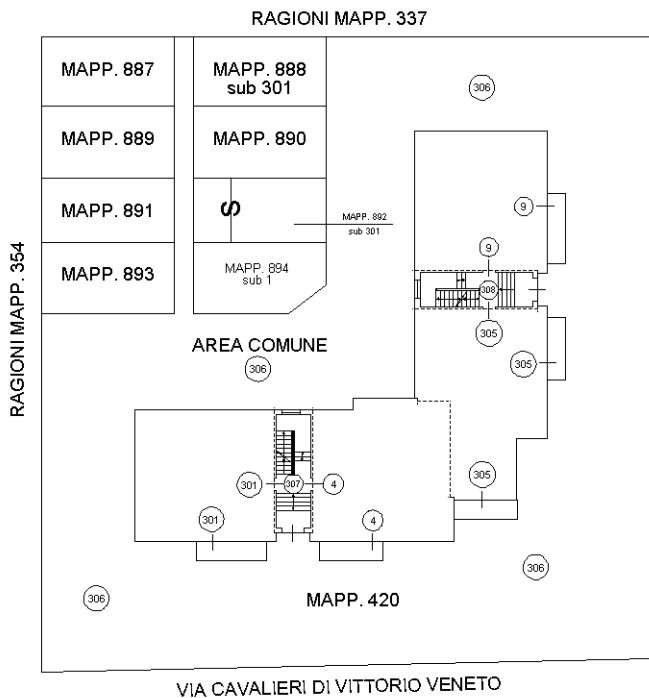 RAGIONI MAPP. 337
MAPP. 887
MAPP. 888
sub 301
306
MAPP. 889
MAPP. 890
MAPP. 891
S
MAPP. 892
sub 301
9
9
MAPP. 893
MAPP. 894
sub 1
308
305
RAGIONI MAPP. 354
AREA COMUNE
306
305
301
307
4
305
301
4
306
306
MAPP. 420
VIA CAVALIERI DI VITTORIO VENETO